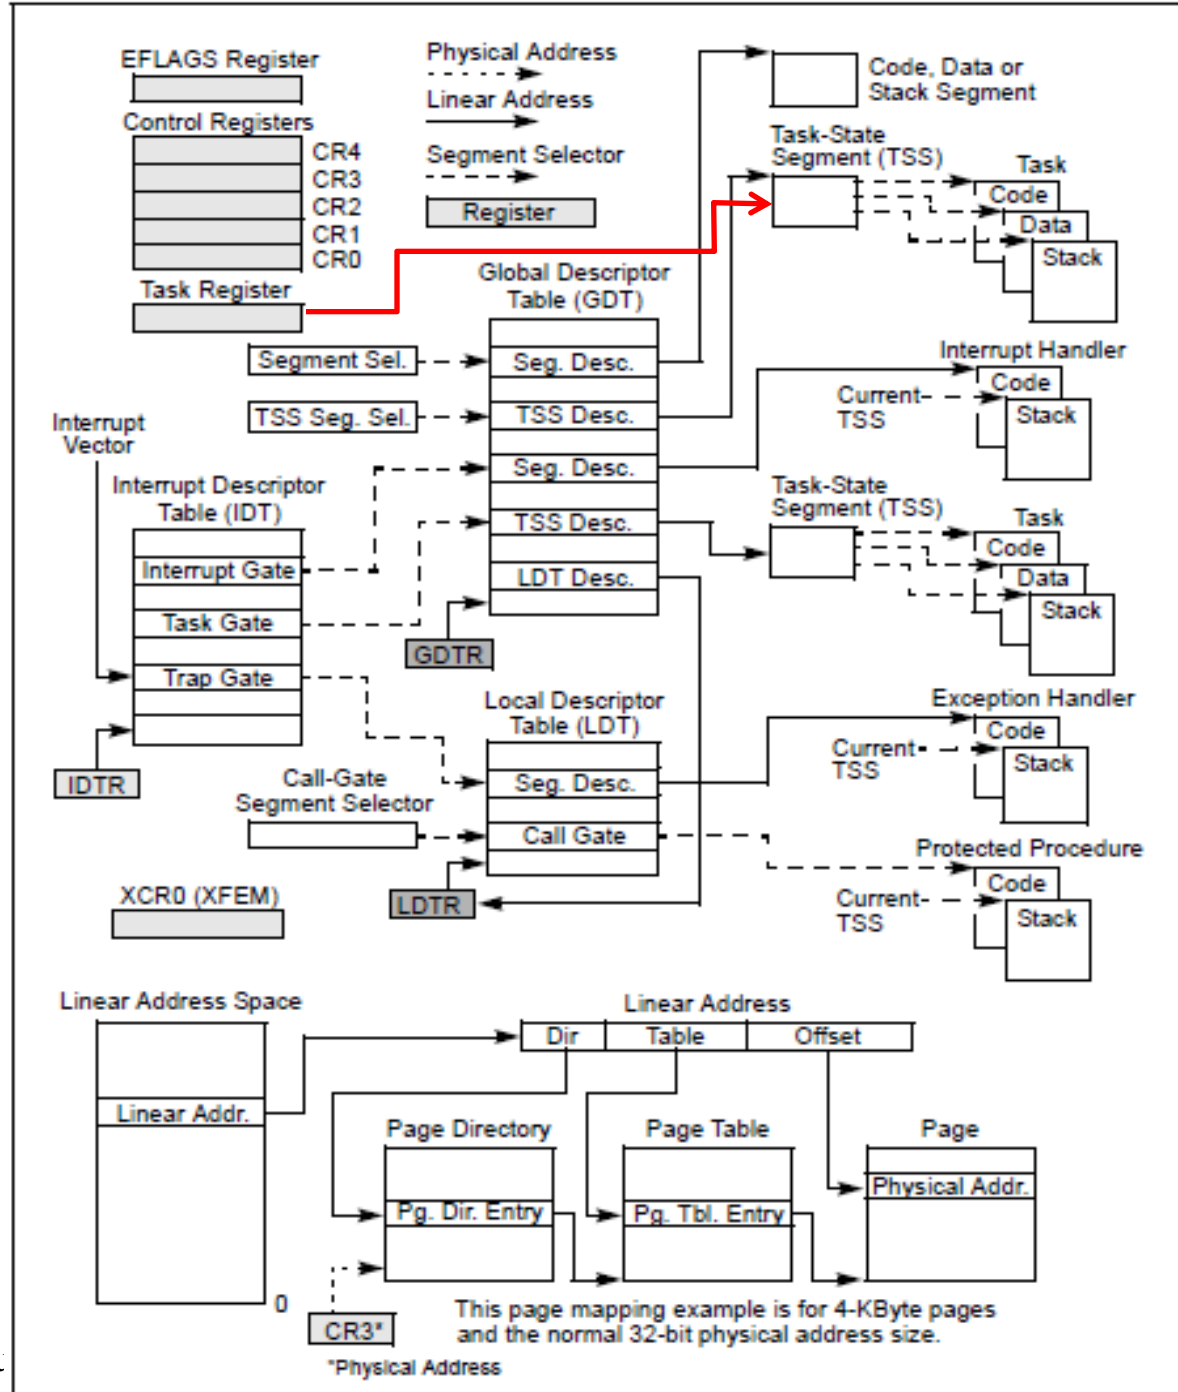 EFLAGS Register
Control Registers
CR4
CR3
CR2
CR1
CR0
Task Register
Physical Address
Linear Address
Segment Selector
Register
Code, Data or
Stack Segment
Task-State
Segment (TSS)
Task
Code
Data
Stack
Global Descriptor
Table (GDT)
Segment Sel.
Seg. Desc.
TSS Seg. Sel.
TSS Desc.
Seg. Desc.
TSS Desc.
LDT Desc.
GDTR
Interrupt Handler
Code
Current
TSS
Stack
Interrupt
Vector
Interrupt Descriptor
Table (IDT)
Interrupt Gate
Task Gate
Trap Gate
IDTR
Task-State
Segment (TSS)
Task
Code
Data
Stack
Local Descriptor
Table (LDT)
Seg. Desc.
Call Gate
Call-Gate
Segment Selector
LDTR
XCR0 (XFEM)
Exception Handler
Code
Current
TSS
Stack
Protected Procedure
Code
Current
TSS
Stack
Linear Address Space
Linear Addr.
0
Linear Address
Dir Table Offset
Page Directory
Pg. Dir. Entry
Page Table
Pg. Tbl. Entry
Page
Physical Addr.
CR3*
*Physical Address
This page mapping example is for 4-KByte pages
and the normal 32-bit physical address size.